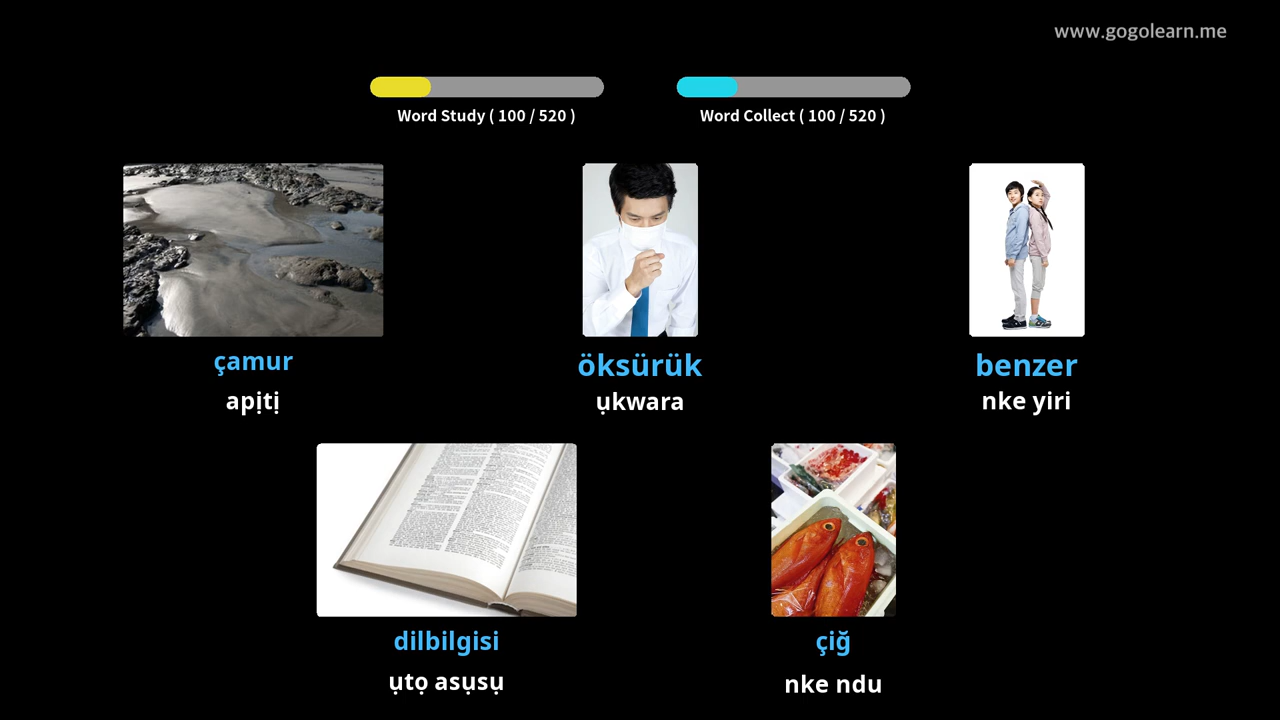 www.gogolearn.me
Word Study ( 100 / 520 )
Word Collect ( 100 / 520 )
çamur
apịtị
öksürük
ụkwara
benzer
nke yiri
dilbilgisi
ụtọ asụsụ
çiğ
nke ndu